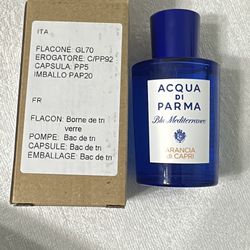 ITA
FLACONE: GL70
EROGATORE: C/PP92
CAPSULA: PP5
IMBALLO PAP20
FR
FLACON: Borne de tri
verre
POMPE: Bac de tri
CAPSULE: Bac de tri
EMBALLAGE: Bac de tri
ACQUA
DI
PARMA
Blu Mediterraneo
ARANCIA
DI CAPRI